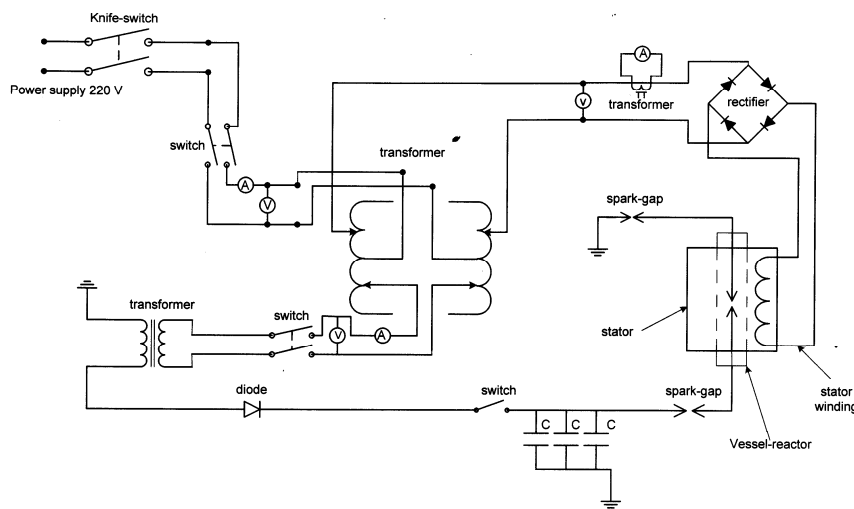 Knife-switch
Power supply 220 V
A
transformer
rectifier
v
switch
transformer
A
V
spark-gap
transformer
switch
V
A
stator
diode
switch
spark-gap
stator
winding
C
C
C
Vessel-reactor